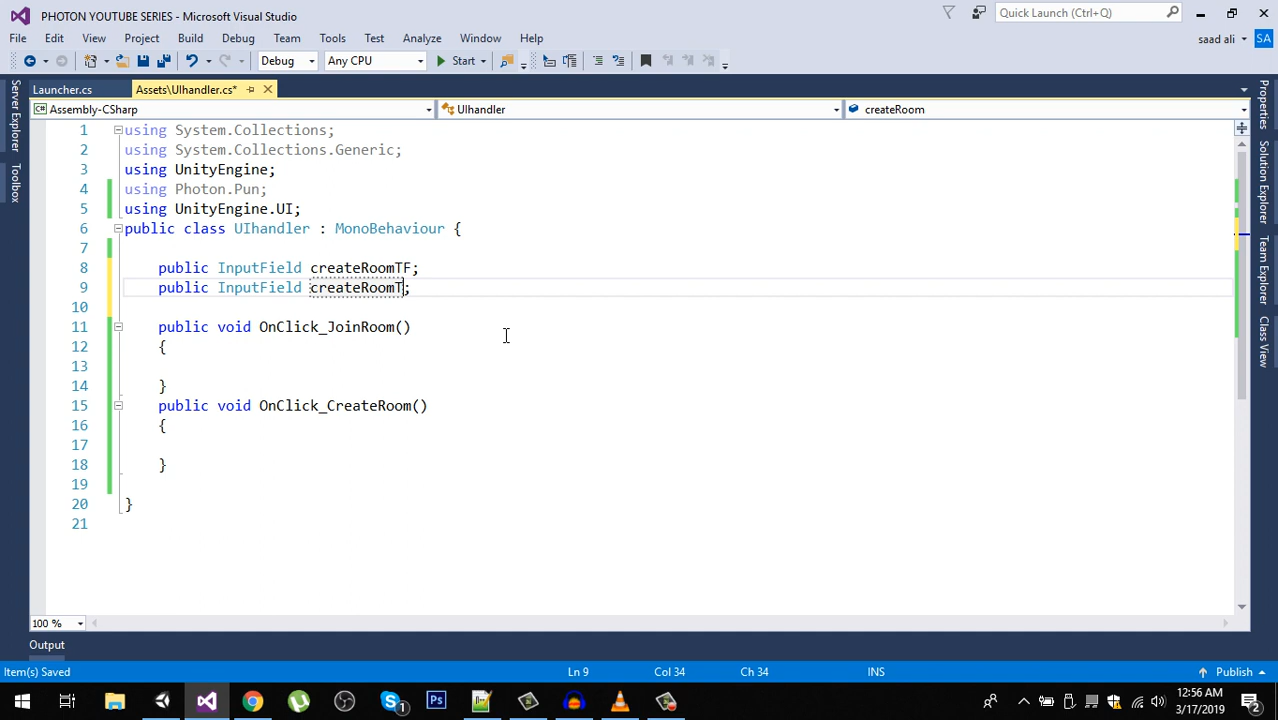 PHOTON YOUTUBE SERIES - Microsoft Visual Studio
Quick Launch (Ctrl+Q)
File Edit View Project Build Debug Team Tools Test Analyze Window Help
saad ali SA
Debug Any CPU Start
Launcher.cs Assets\UIhandler.cs*
Assembly-CSharp UIhandler createRoom
Server Explorer
Toolbox
Properties
Solution Explorer
Team Explorer
Class View
1 using System.Collections;
2 using System.Collections.Generic;
3 using UnityEngine;
4 using Photon.Pun;
5 using UnityEngine.UI;
6 public class UIhandler : MonoBehaviour {
7
8 public InputField createRoomTF;
9 public InputField createRoomT;
10
11 public void OnClick_JoinRoom()
12 {
13
14 }
15 public void OnClick_CreateRoom()
16 {
17
18 }
19
20 }
21
100 %
Output
Item(s) Saved Ln 9 Col 34 Ch 34 INS Publish
12:56 AM
3/17/2019